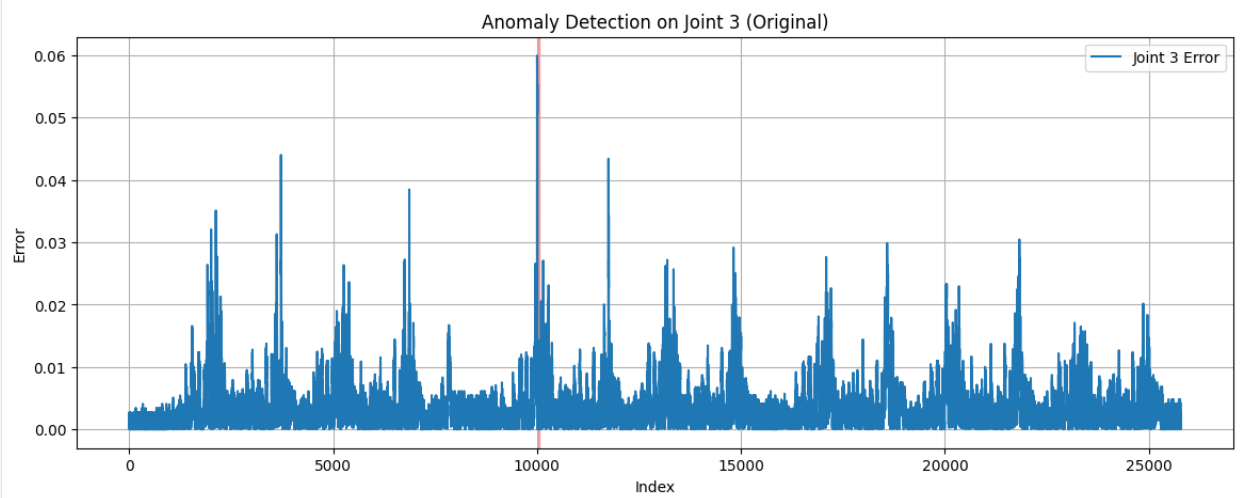 Anomaly Detection on Joint 3 (Original)
Joint 3 Error
0.06
0.05
0.04
0.03
0.02
0.01
0.00
Error
0 5000 10000 15000 20000 25000
Index